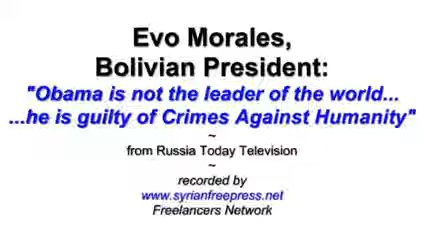 Evo Morales,
Bolivian President:
"Obama is not the leader of the world...
...he is guilty of Crimes Against Humanity"
~
from Russia Today Television
~
recorded by
www.syrianfreepress.net
Freelancers Network